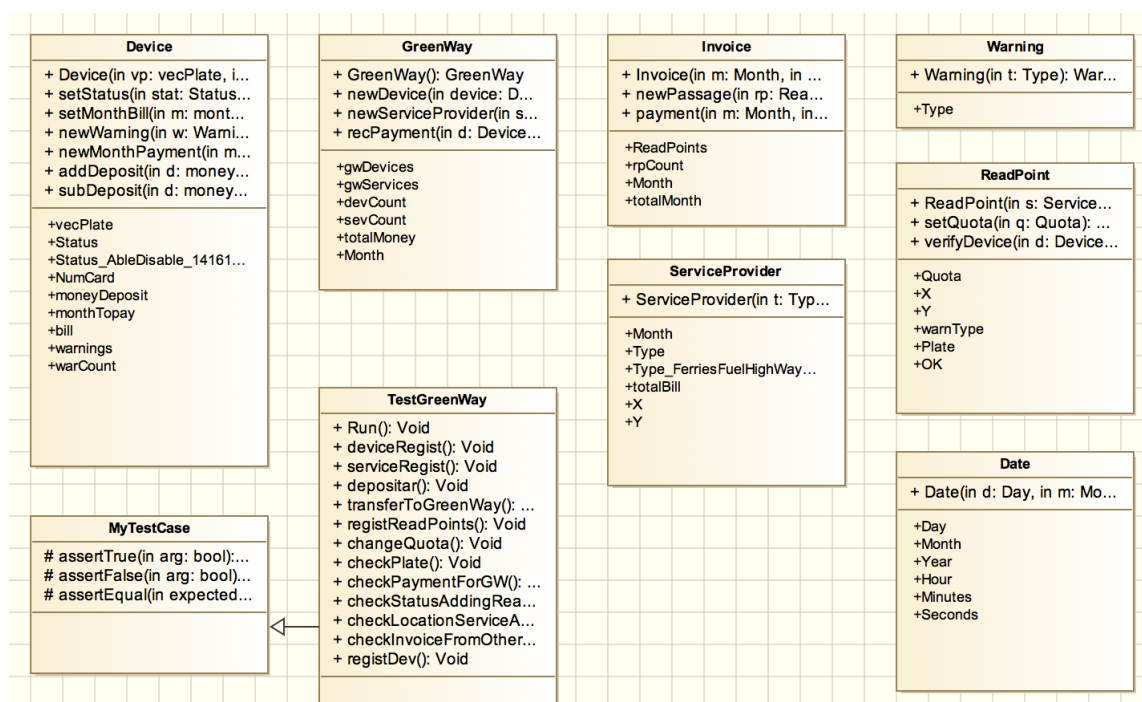 Device
+ Device(in vp: vecPlate, i...
+ setStatus(in stat: Status...
+ setMonthBill(in m: mont...
+ newWarning(in w: Warni...
+ newMonthPayment(in m...
+ addDeposit(in d: money...
+ subDeposit(in d: money...
+vecPlate
+Status
+Status_AbleDisable_14161...
+NumCard
+moneyDeposit
+monthTopay
+bill
+warnings
+warCount
GreenWay
+ GreenWay(): GreenWay
+ newDevice(in device: D...
+ newServiceProvider(in s...
+ recPayment(in d: Device...
+gwDevices
+gwServices
+devCount
+sevCount
+totalMoney
+Month
Invoice
+ Invoice(in m: Month, in ...
+ newPassage(in rp: Rea...
+ payment(in m: Month, in...
+ReadPoints
+rpCount
+Month
+totalMonth
Warning
+ Warning(in t: Type): War...
+Type
ReadPoint
+ ReadPoint(in s: Service...
+ setQuota(in q: Quota): ...
+ verifyDevice(in d: Device...
+Quota
+X
+Y
+warnType
+Plate
+OK
ServiceProvider
+ ServiceProvider(in t: Typ...
+Month
+Type
+Type_FerriesFuelHighWay...
+totalBill
+X
+Y
TestGreenWay
+ Run(): Void
+ deviceRegist(): Void
+ serviceRegist(): Void
+ depositar(): Void
+ transferToGreenWay(): ...
+ registReadPoints(): Void
+ changeQuota(): Void
+ checkPlate(): Void
+ checkPaymentForGW(): ...
+ checkStatusAddingRea...
+ checkLocationServiceA...
+ checkInvoiceFromOther...
+ registDev(): Void
MyTestCase
# assertTrue(in arg: bool):...
# assertFalse(in arg: bool)...
# assertEqual(in expected...
Date
+ Date(in d: Day, in m: Mo...
+Day
+Month
+Year
+Hour
+Minutes
+Seconds